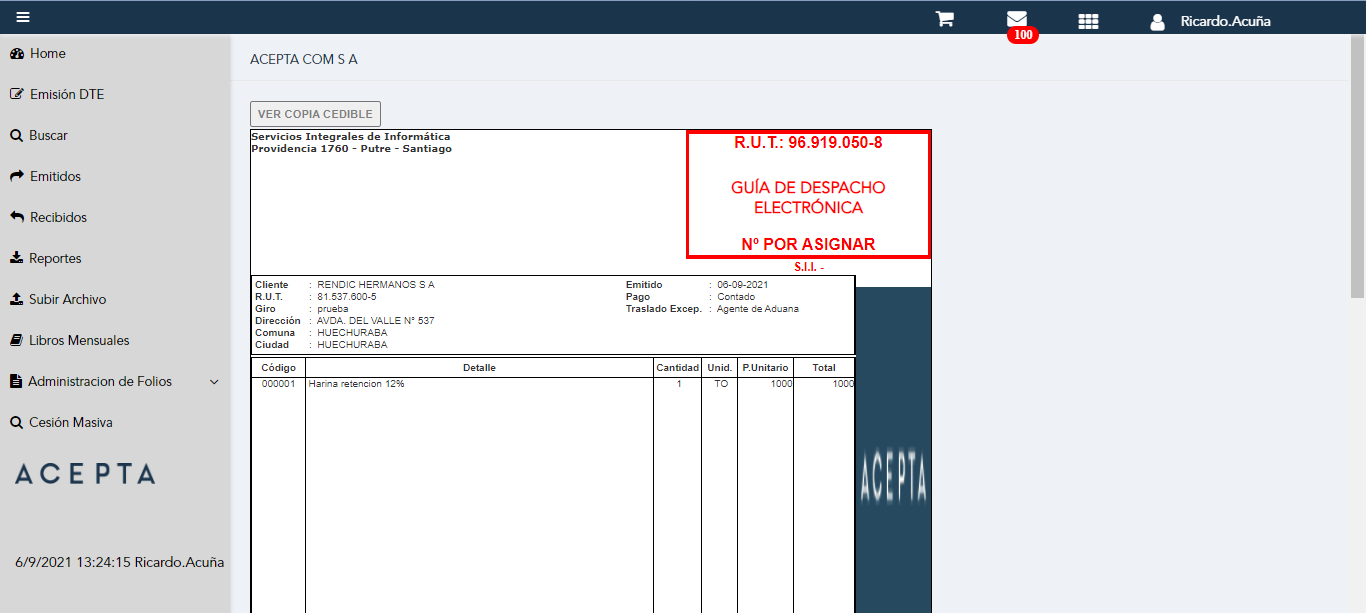 Ricardo.Acuña
100
Home
Emisión DTE
Buscar
Emitidos
Recibidos
Reportes
Subir Archivo
Libros Mensuales
Administracion de Folios
Cesión Masiva
ACEPTA
6/9/2021 13:24:15 Ricardo.Acuña
ACEPTA COM S A
VER COPIA CEDIBLE
Servicios Integrales de Informática
Providencia 1760 - Putre - Santiago
R.U.T.: 96.919.050-8
GUÍA DE DESPACHO
ELECTRÓNICA
Nº POR ASIGNAR
S.I.I. -
Cliente : RENDIC HERMANOS S A Emitido : 06-09-2021
R.U.T. : 81.537.600-5 Pago : Contado
Giro : prueba Traslado Excep. : Agente de Aduana
Dirección : AVDA. DEL VALLE N° 537
Comuna : HUECHURABA
Ciudad : HUECHURABA
Código Detalle Cantidad Unid. P.Unitario Total
000001 Harina retencion 12% 1 TO 1000 1000
ACEPTA